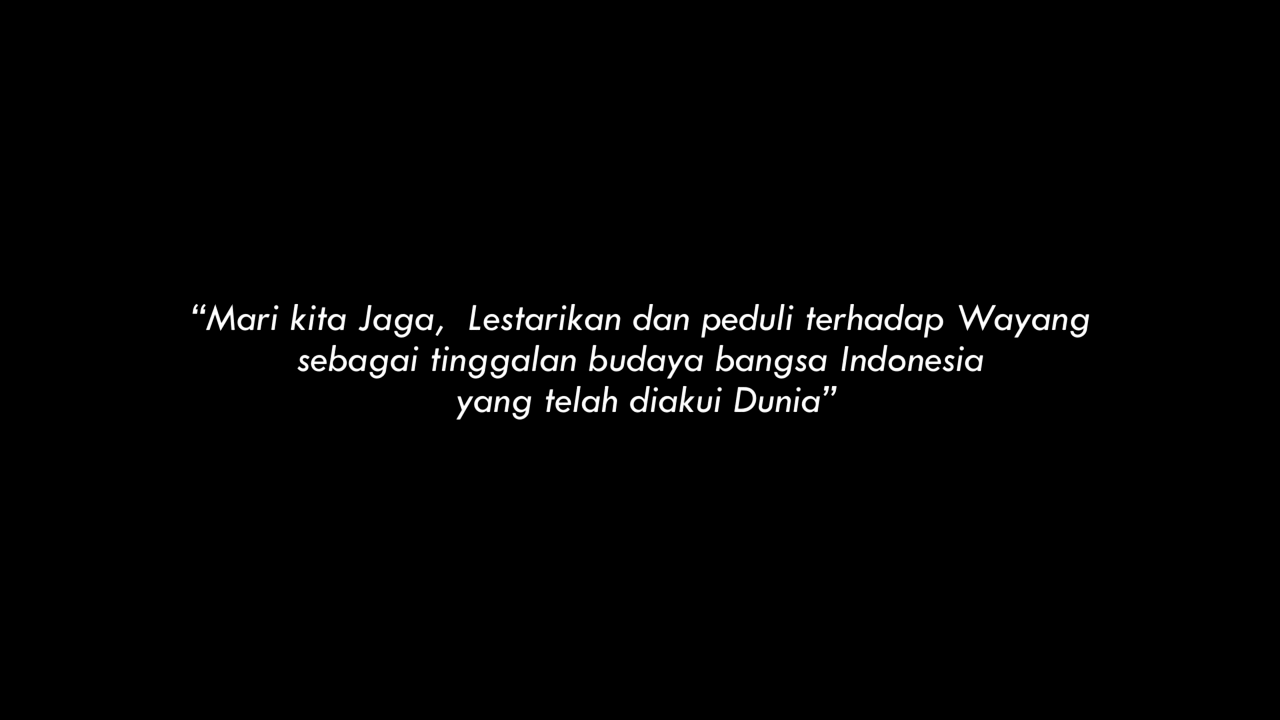 “Mari kita Jaga,  Lestarikan dan peduli terhadap Wayang
sebagai tinggalan budaya bangsa Indonesia
yang telah diakui Dunia”